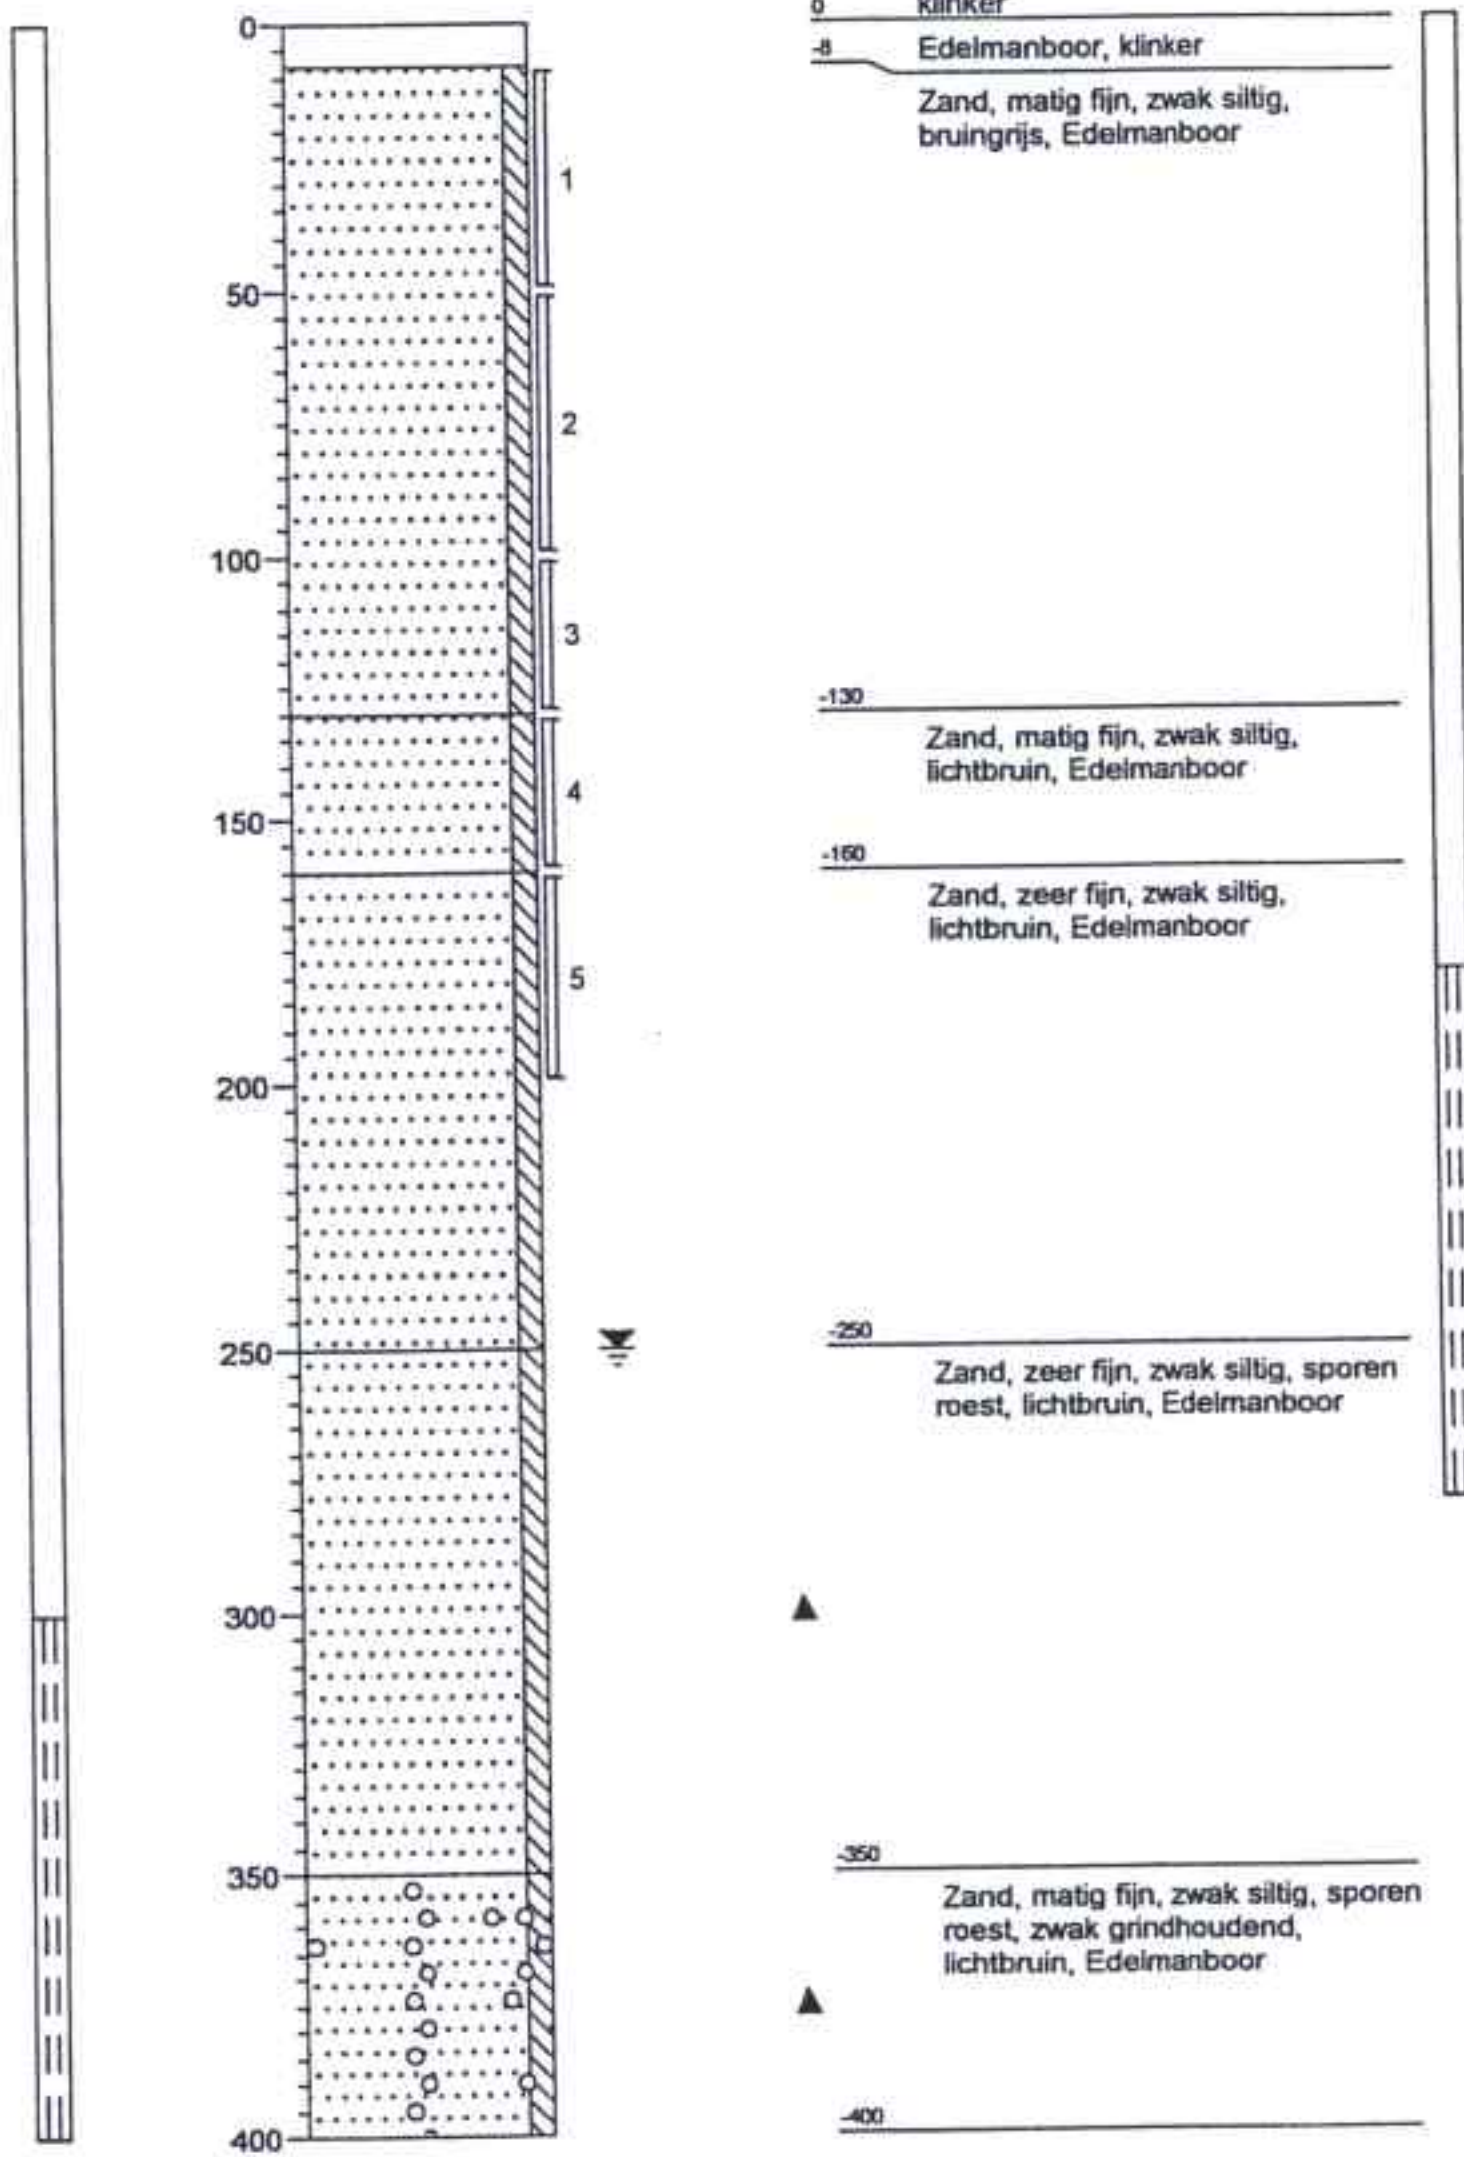 0
klinker
-8
Edelmanboor, klinker
Zand, matig fijn, zwak siltig,
bruingrijs, Edelmanboor
1
50
2
100
3
-130
Zand, matig fijn, zwak siltig,
lichtbruin, Edelmanboor
4
150
-160
Zand, zeer fijn, zwak siltig,
lichtbruin, Edelmanboor
5
200
250
-250
Zand, zeer fijn, zwak siltig, sporen
roest, lichtbruin, Edelmanboor
300
350
-350
Zand, matig fijn, zwak siltig, sporen
roest, zwak grindhoudend,
lichtbruin, Edelmanboor
400
-400
0